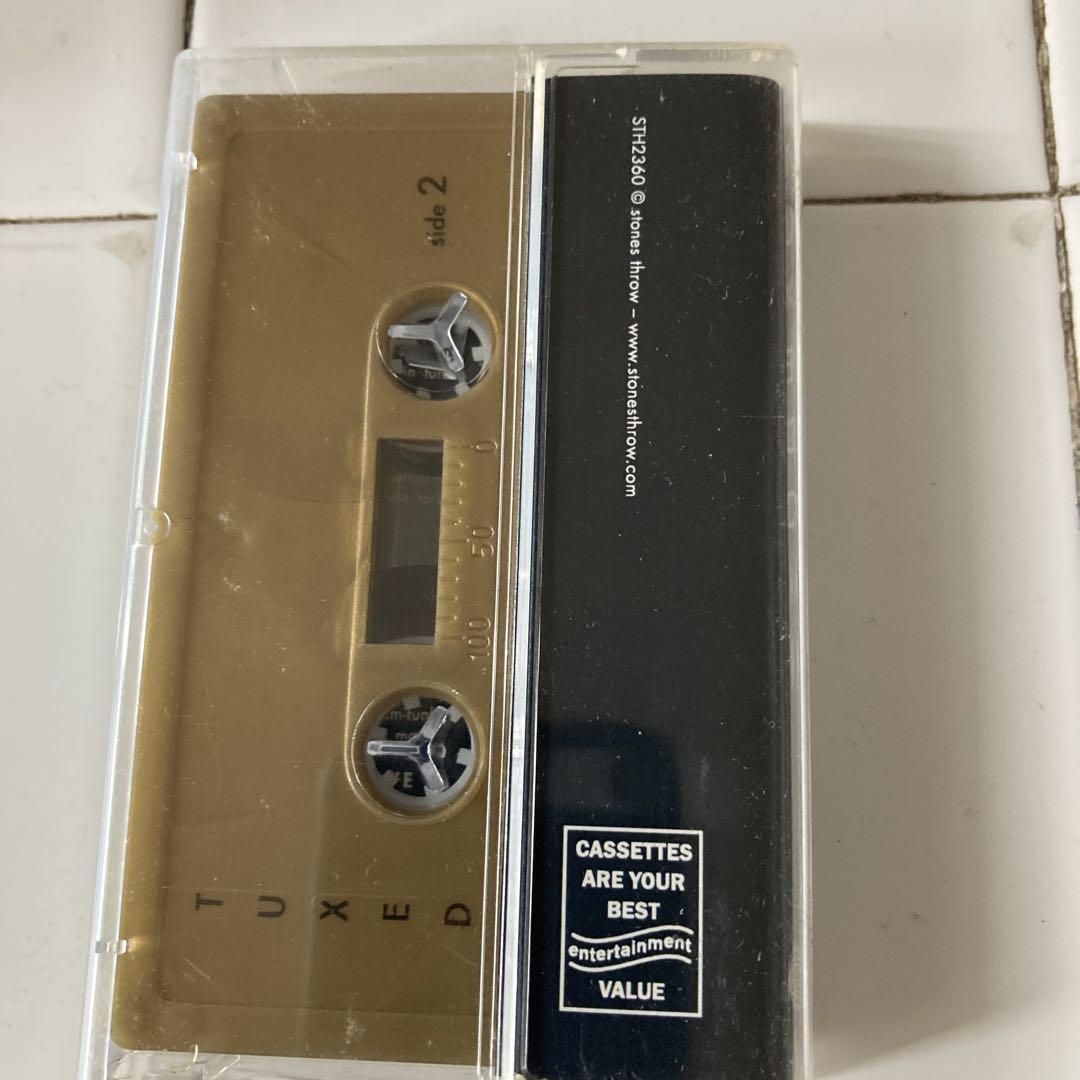 side 2
0
50
100
T U X E D
STH2360 © stones throw – www.stonesthrow.com
CASSETTES
ARE YOUR
BEST
entertainment
VALUE